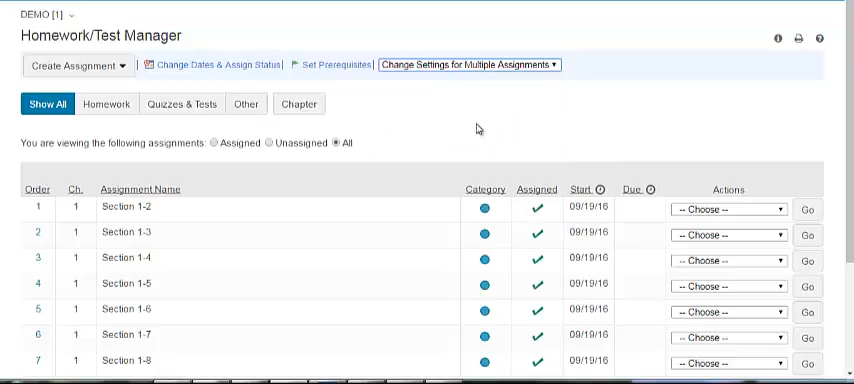 DEMO [1]
Homework/Test Manager
Create Assignment | Change Dates & Assign Status| Set Prerequisites| Change Settings for Multiple Assignments
Show All Homework Quizzes & Tests Other Chapter
You are viewing the following assignments: Assigned Unassigned All
Order Ch. Assignment Name Category Assigned Start Due Actions
1 1 Section 1-2 09/19/16 -- Choose -- Go
2 1 Section 1-3 09/19/16 -- Choose -- Go
3 1 Section 1-4 09/19/16 -- Choose -- Go
4 1 Section 1-5 09/19/16 -- Choose -- Go
5 1 Section 1-6 09/19/16 -- Choose -- Go
6 1 Section 1-7 09/19/16 -- Choose -- Go
7 1 Section 1-8 09/19/16 -- Choose -- Go